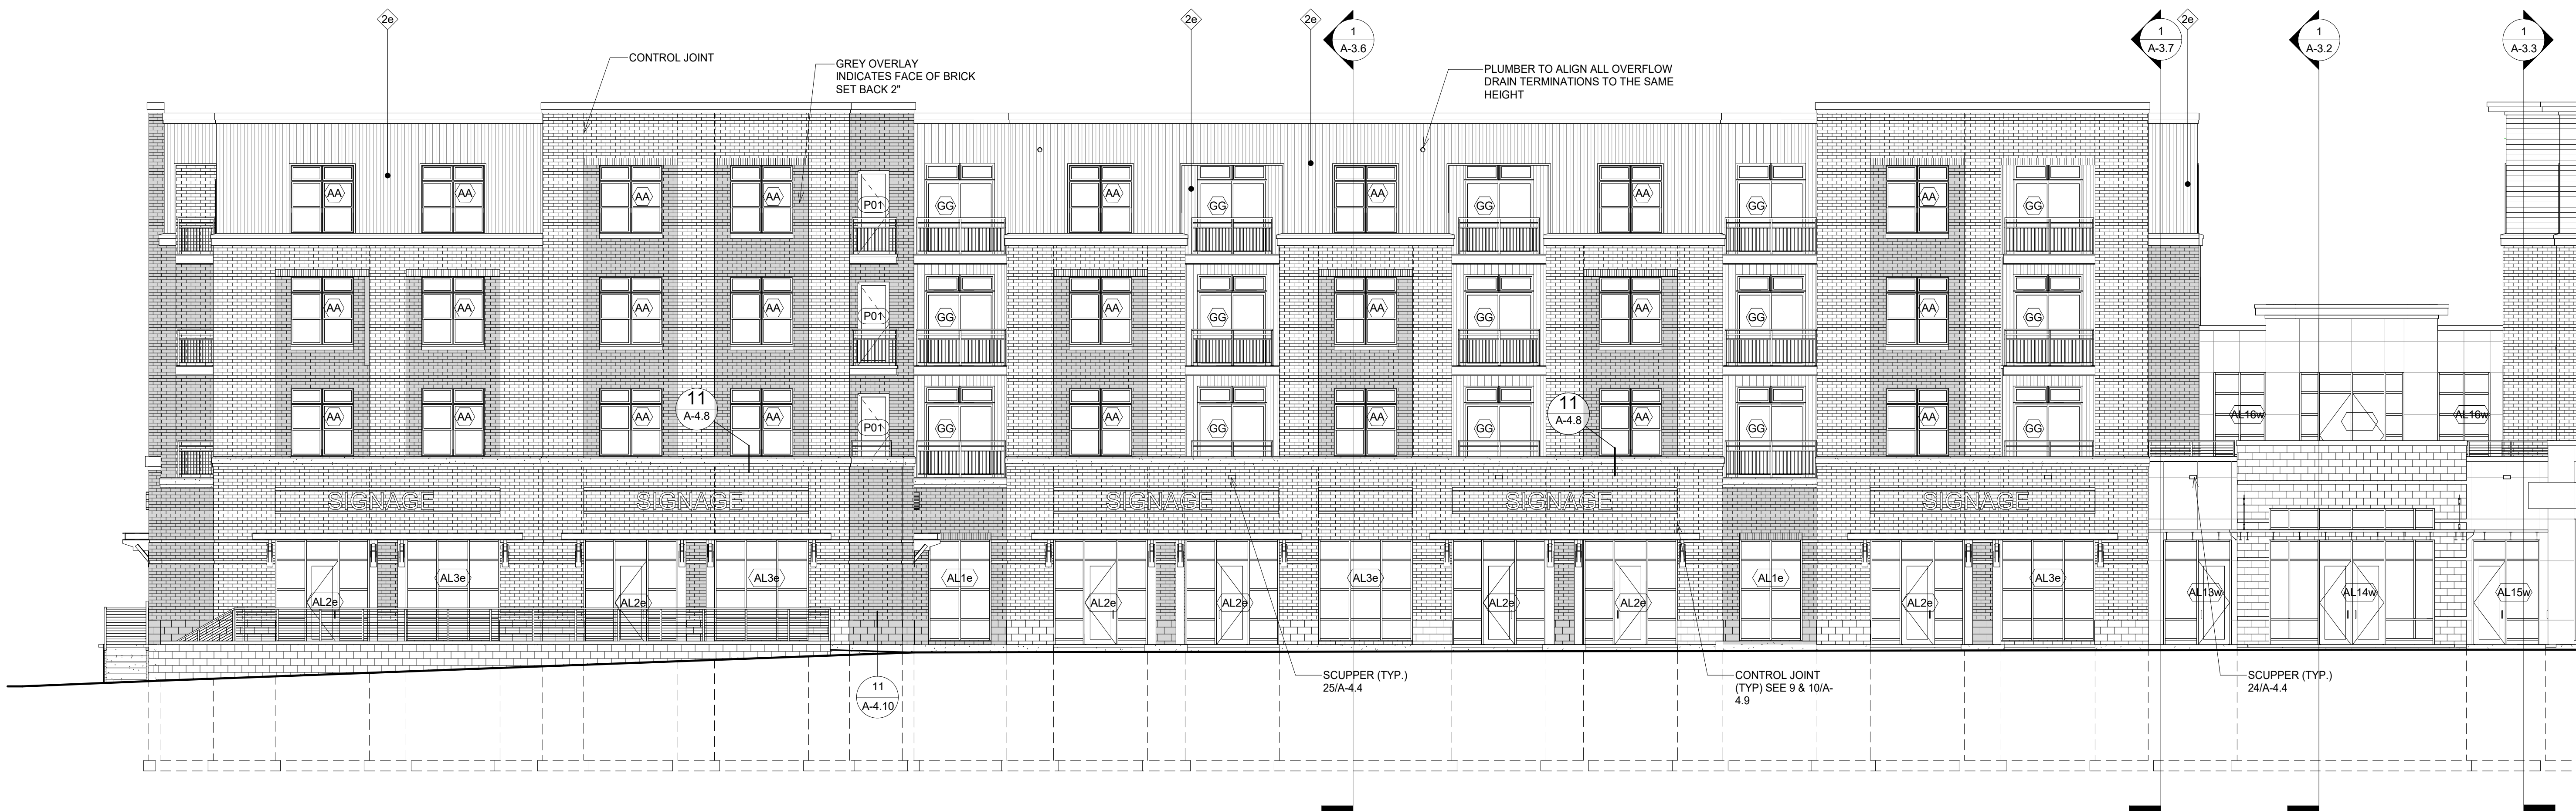 2e
2e
2e
1
A-3.6
1
A-3.7
2e
1
A-3.2
1
A-3.3
CONTROL JOINT
GREY OVERLAY
INDICATES FACE OF BRICK
SET BACK 2"
PLUMBER TO ALIGN ALL OVERFLOW
DRAIN TERMINATIONS TO THE SAME
HEIGHT
AA
AA
AA
AA
P01
GG
AA
GG
AA
GG
AA
GG
AA
GG
AA
AA
AA
AA
P01
GG
AA
GG
AA
GG
AA
GG
AA
GG
AA
AA
AA
11
A-4.8
AA
P01
GG
AA
GG
AA
GG
11
A-4.8
AA
GG
AA
GG
AL16w
AL16w
SIGNAGE
SIGNAGE
SIGNAGE
SIGNAGE
SIGNAGE
AL2e
AL3e
AL2e
AL3e
AL1e
AL2e
AL2e
AL3e
AL2e
AL2e
AL1e
AL2e
AL3e
AL13w
AL14w
AL15w
11
A-4.10
SCUPPER (TYP.)
25/A-4.4
CONTROL JOINT
(TYP) SEE 9 & 10/A-
4.9
SCUPPER (TYP.)
24/A-4.4